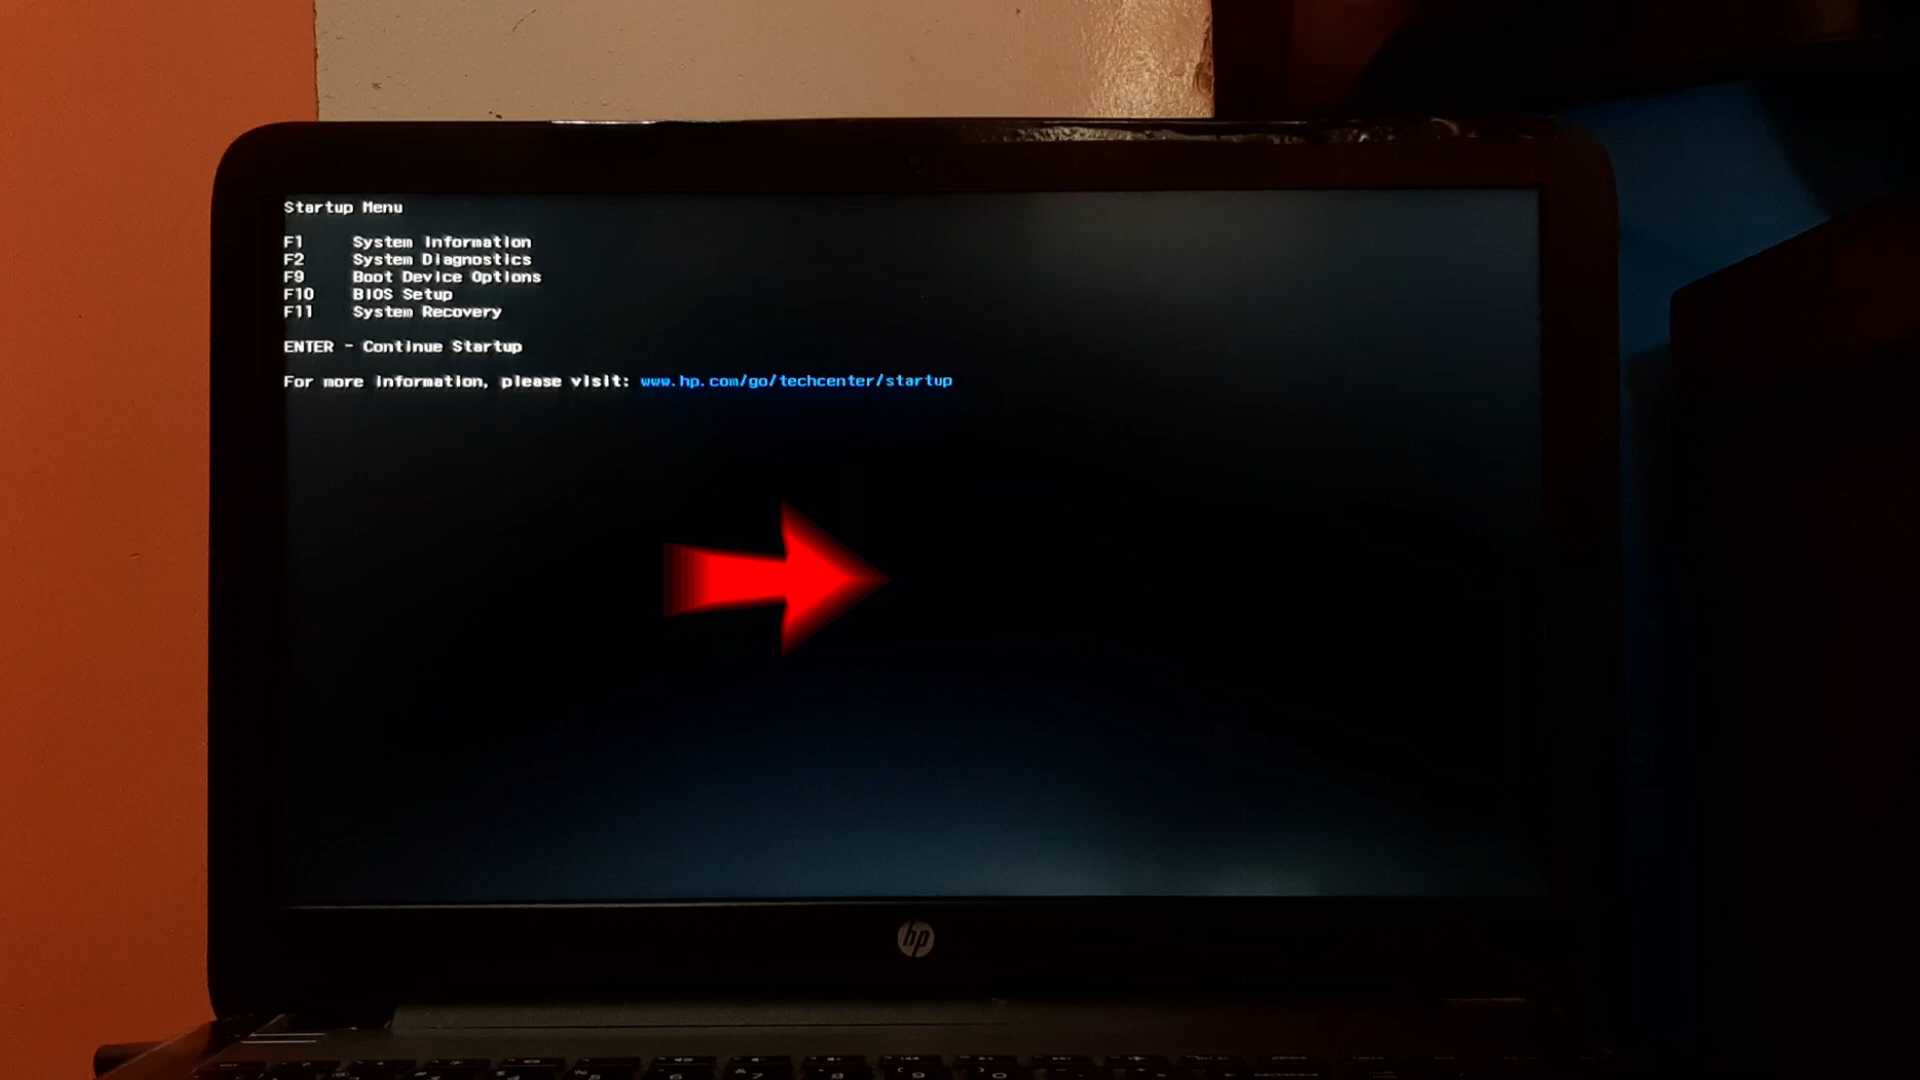 Startup Menu
F1 System Information
F2 System Diagnostics
F9 Boot Device Options
F10 BIOS Setup
F11 System Recovery
ENTER - Continue Startup
For more information, please visit: www.hp.com/go/techcenter/startup
hp